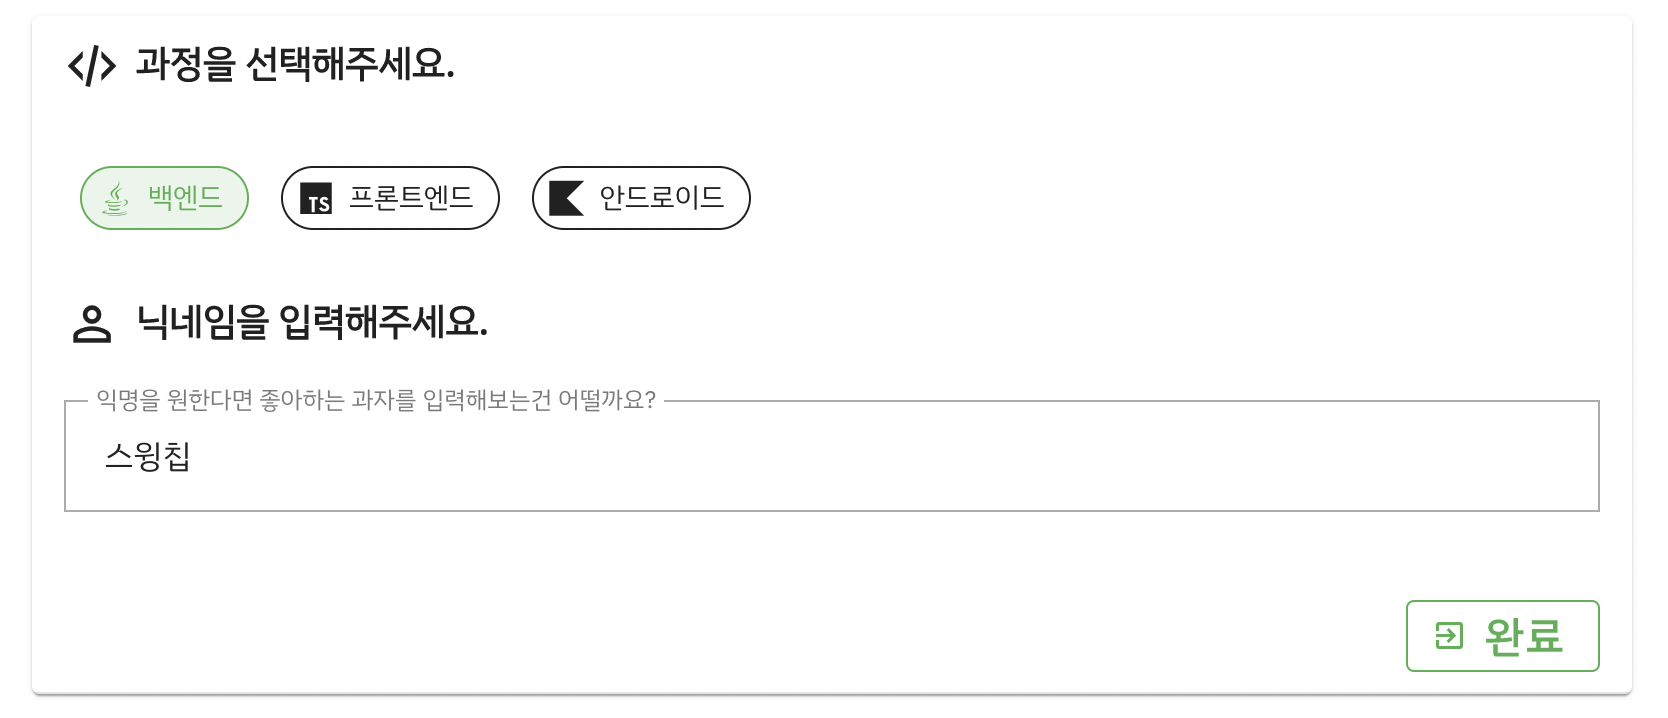 과정을 선택해주세요.
백엔드
TS 프론트엔드
안드로이드
닉네임을 입력해주세요.
익명을 원한다면 좋아하는 과자를 입력해보는건 어떨까요?
스윙칩
완료